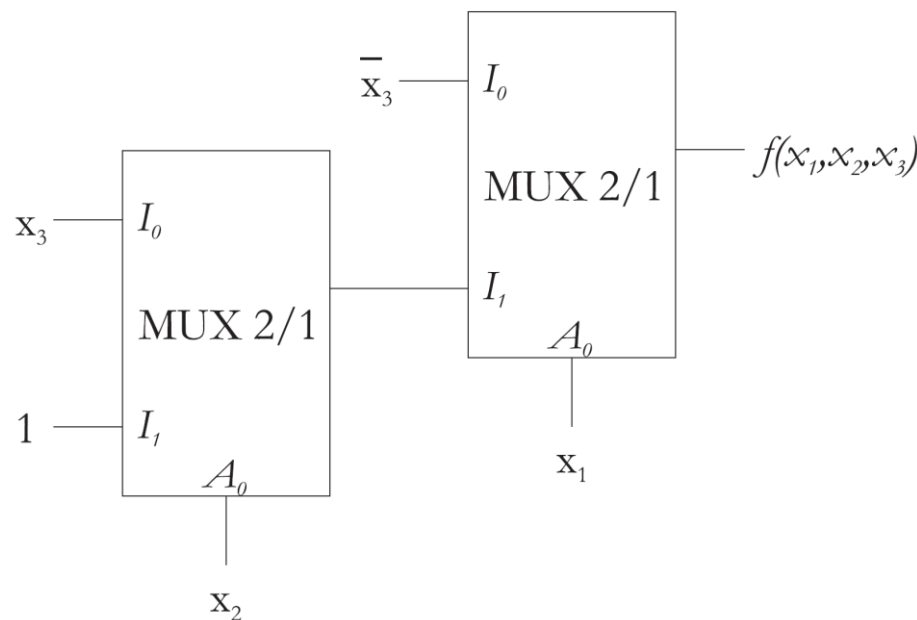 x̄₃
I₀
MUX 2/1
I₁
A₀
x₁
f(x₁,x₂,x₃)
x₃
I₀
MUX 2/1
1
I₁
A₀
x₂